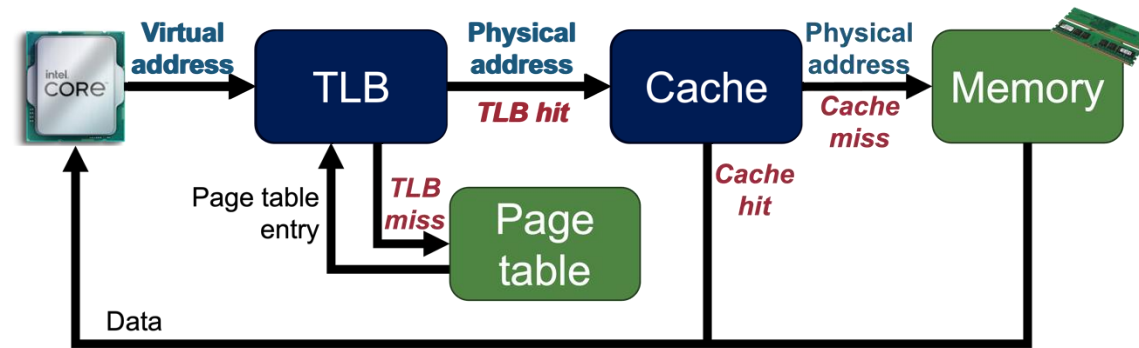 intel.
CORE
Virtual
address
TLB
Physical
address
TLB hit
Cache
Physical
address
Cache
miss
Memory
Page table
entry
TLB
miss
Page
table
Cache
hit
Data